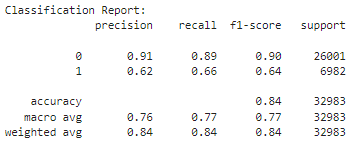 Classification Report:
              precision    recall  f1-score   support

           0       0.91      0.89      0.90     26001
           1       0.62      0.66      0.64      6982

    accuracy                           0.84     32983
   macro avg       0.76      0.77      0.77     32983
weighted avg       0.84      0.84      0.84     32983